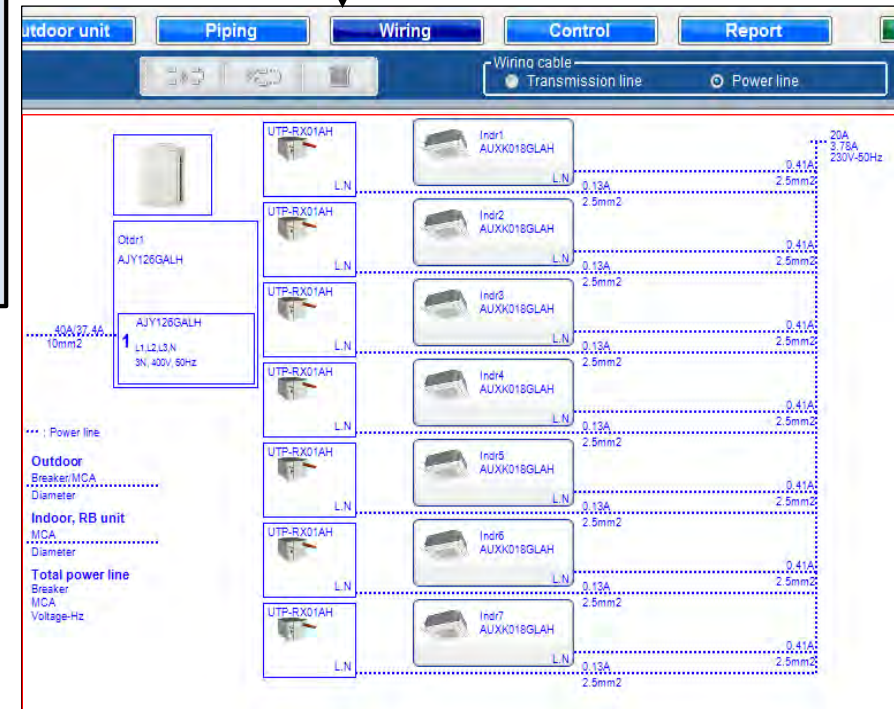 utdoor unit
Piping
Wiring
Control
Report
Wiring cable
Transmission line
Power line
20A
3.78A
230V-50Hz
Otdr1
AJY126GALH
AJY126GALH
1 L1,L2,L3,N
3N, 400V, 50Hz
40A/37.4A
10mm2
UTP-RX01AH
L.N
Indr1
AUXK018GLAH
L.N
0.41A
2.5mm2
0.13A
2.5mm2
UTP-RX01AH
L.N
Indr2
AUXK018GLAH
L.N
0.41A
2.5mm2
0.13A
2.5mm2
UTP-RX01AH
L.N
Indr3
AUXK018GLAH
L.N
0.41A
2.5mm2
0.13A
2.5mm2
UTP-RX01AH
L.N
Indr4
AUXK018GLAH
L.N
0.41A
2.5mm2
0.13A
2.5mm2
UTP-RX01AH
L.N
Indr5
AUXK018GLAH
L.N
0.41A
2.5mm2
0.13A
2.5mm2
UTP-RX01AH
L.N
Indr6
AUXK018GLAH
L.N
0.41A
2.5mm2
0.13A
2.5mm2
UTP-RX01AH
L.N
Indr7
AUXK018GLAH
L.N
0.41A
2.5mm2
0.13A
2.5mm2
: Power line
Outdoor
Breaker/MCA
Diameter
Indoor, RB unit
MCA
Diameter
Total power line
Breaker
MCA
Voltage-Hz